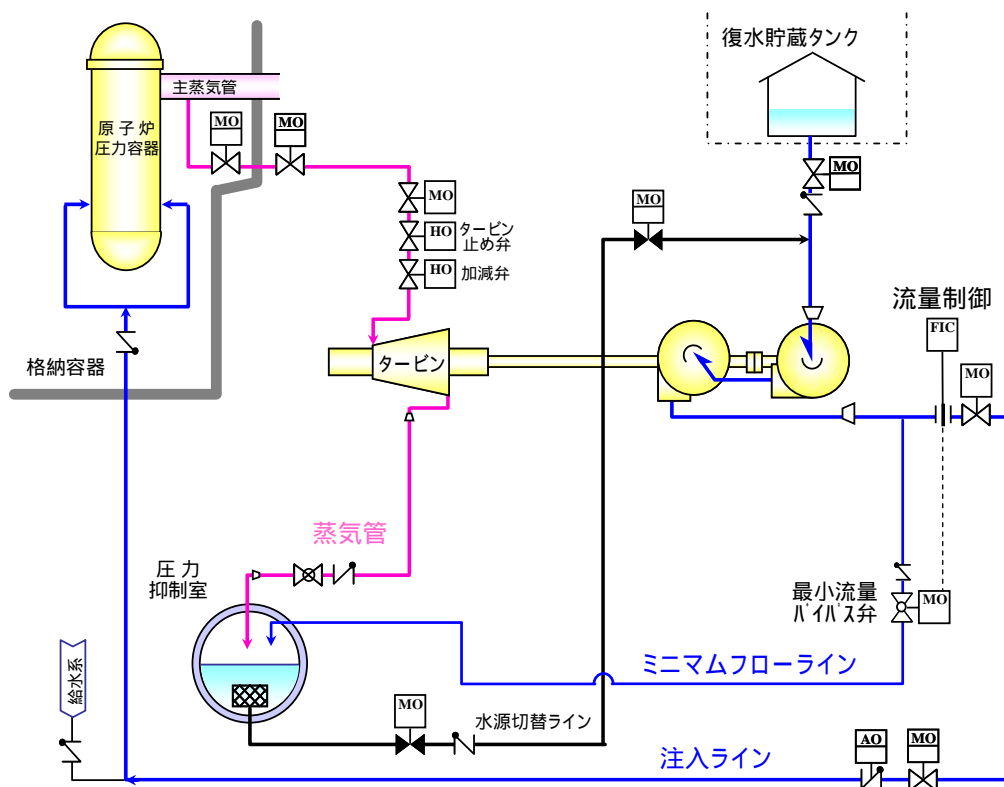 復水貯蔵タンク
主蒸気管
原 子 炉
圧力容器
MO
MO
MO
MO
HO
タービン
止め弁
HO
加減弁
MO
流量制御
FIC
MO
格納容器
タービン
蒸気管
圧 力
抑制室
最小流量
バイパス弁
MO
ミニマムフローライン
給水系
MO
水源切替ライン
注入ライン
AO
MO